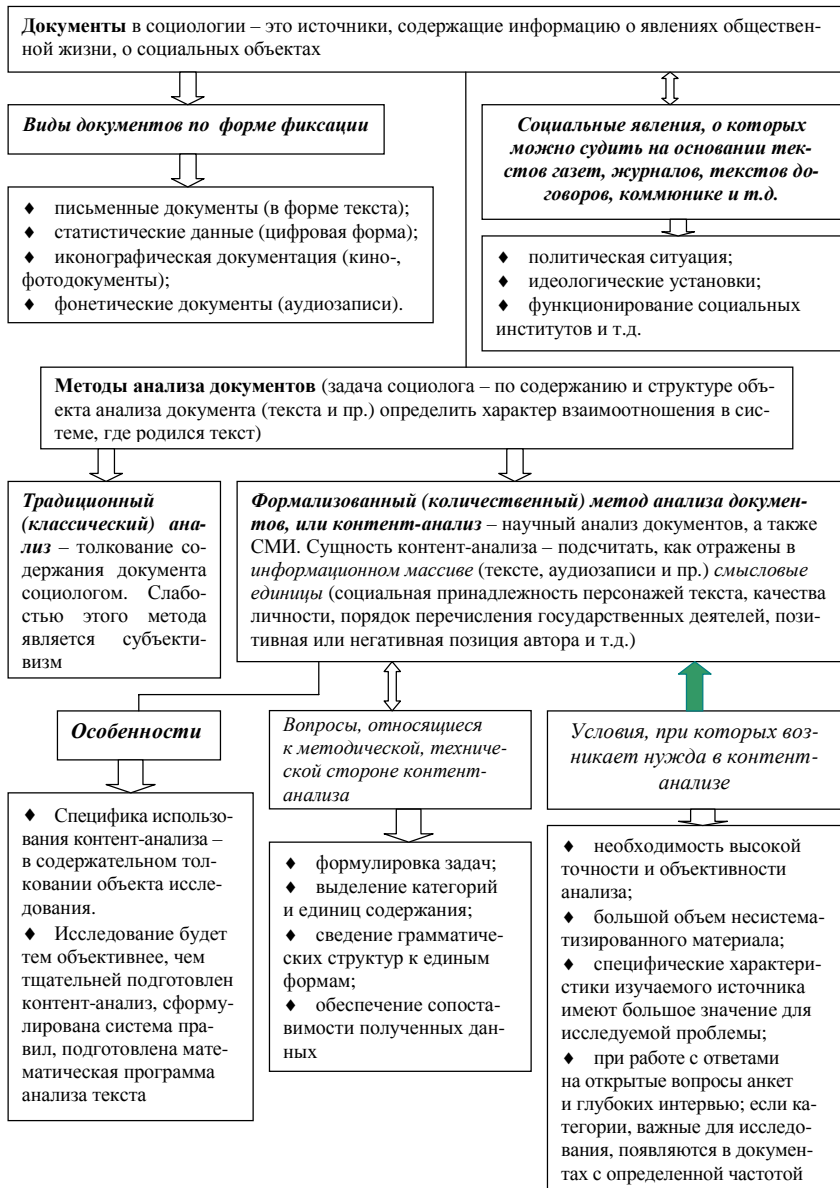 Документы в социологии – это источники, содержащие информацию о явлениях обществен-
ной жизни, о социальных объектах
Виды документов по форме фиксации
♦ письменные документы (в форме текста);
♦ статистические данные (цифровая форма);
♦ иконографическая документация (кино-,
фотодокументы);
♦ фонетические документы (аудиозаписи).
Социальные явления, о которых
можно судить на основании тек-
стов газет, журналов, текстов до-
говоров, коммюнике и т.д.
♦ политическая ситуация;
♦ идеологические установки;
♦ функционирование социальных
институтов и т.д.
Методы анализа документов (задача социолога – по содержанию и структуре объ-
екта анализа документа (текста и пр.) определить характер взаимоотношения в сис-
теме, где родился текст)
Традиционный
(классический) ана-
лиз – толкование со-
держания документа
социологом. Слабо-
стью этого метода
является субъекти-
визм
Формализованный (количественный) метод анализа докумен-
тов, или контент-анализ – научный анализ документов, а также
СМИ. Сущность контент-анализа – подсчитать, как отражены в
информационном массиве (тексте, аудиозаписи и пр.) смысловые
единицы (социальная принадлежность персонажей текста, качества
личности, порядок перечисления государственных деятелей, пози-
тивная или негативная позиция автора и т.д.)
Особенности
♦ Специфика использо-
вания контент-анализа –
в содержательном тол-
ковании объекта иссле-
дования.
♦ Исследование будет
тем объективнее, чем
тщательней подготовлен
контент-анализ, сформу-
лирована система пра-
вил, подготовлена мате-
матическая программа
анализа текста
Вопросы, относящиеся
к методической, техниче-
ской стороне контент-
анализа
♦ формулировка задач;
♦ выделение категорий
и единиц содержания;
♦ сведение грамматиче-
ских структур к единым
формам;
♦ обеспечение сопоста-
вимости полученных дан-
ных
Условия, при которых воз-
никает нужда в контент-
анализе
♦ необходимость высокой
точности и объективности
анализа;
♦ большой объем несистема-
тизированного материала;
♦ специфические характери-
стики изучаемого источника
имеют большое значение для
исследуемой проблемы;
♦ при работе с ответами
на открытые вопросы анкет
и глубоких интервью; если ка-
тегории, важные для исследо-
вания, появляются в докумен-
тах с определенной частотой